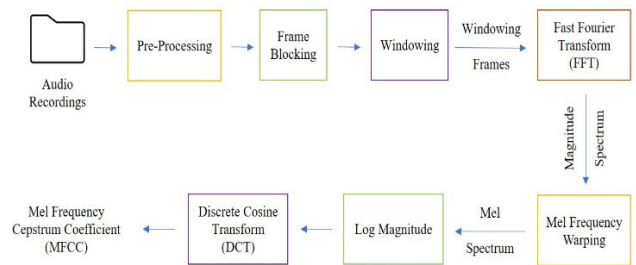 Audio
Recordings
Pre-Processing
Frame
Blocking
Windowing
Windowing
Frames
Fast Fourier
Transform
(FFT)
Magnitude
Spectrum
Mel Frequency
Warping
Mel
Spectrum
Log Magnitude
Discrete Cosine
Transform
(DCT)
Mel Frequency
Cepstrum Coefficient
(MFCC)